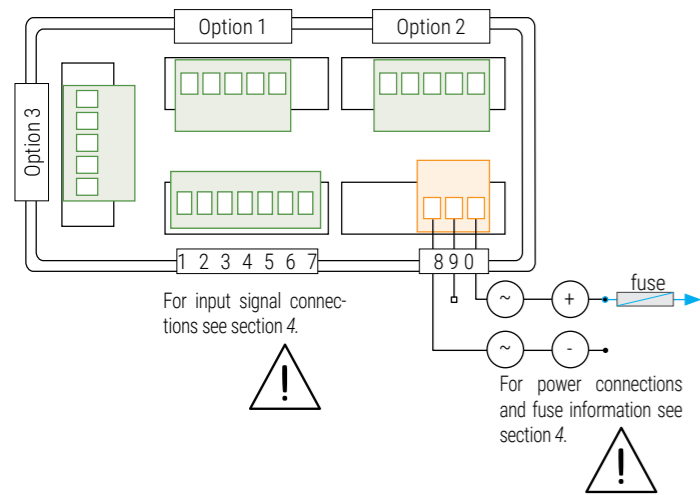 Option 1
Option 2
Option 3
1 2 3 4 5 6 7
8 9 0
fuse
~ +
~ -
For input signal connec-
tions see section 4.
!
For power connections
and fuse information see
section 4.
!